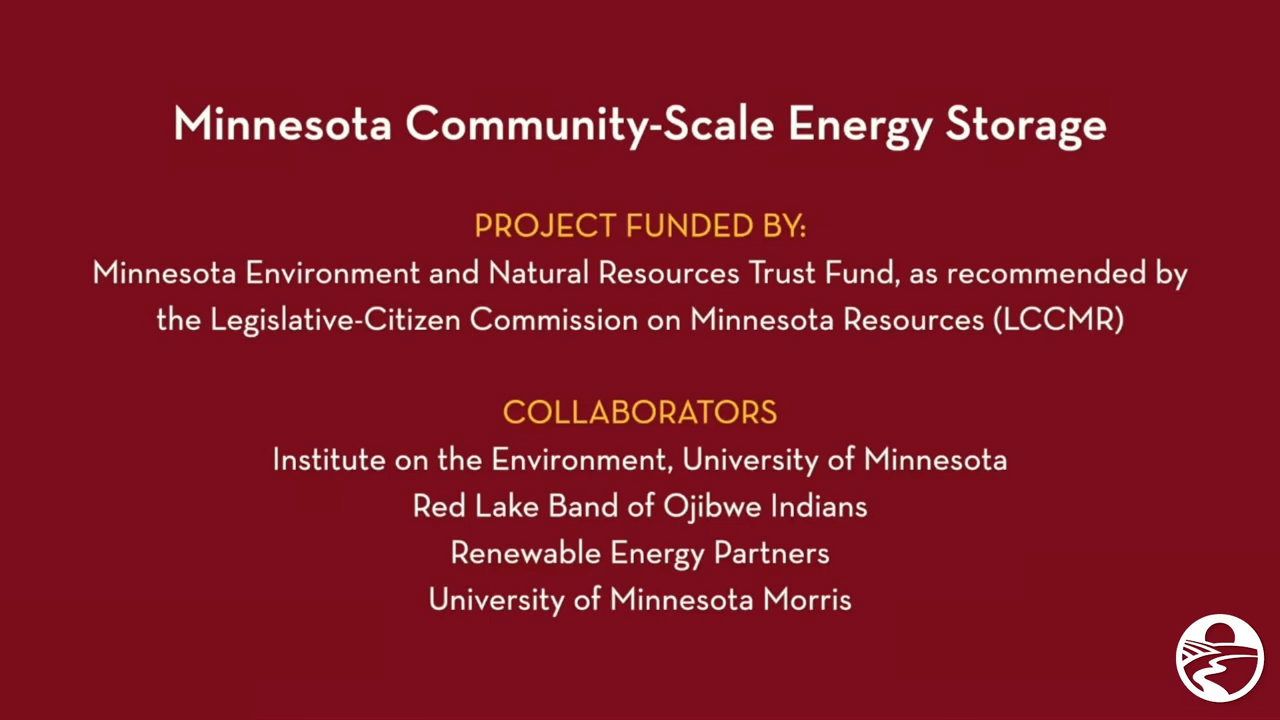 Minnesota Community-Scale Energy Storage
PROJECT FUNDED BY:
Minnesota Environment and Natural Resources Trust Fund, as recommended by
the Legislative-Citizen Commission on Minnesota Resources (LCCMR)
COLLABORATORS
Institute on the Environment, University of Minnesota
Red Lake Band of Ojibwe Indians
Renewable Energy Partners
University of Minnesota Morris